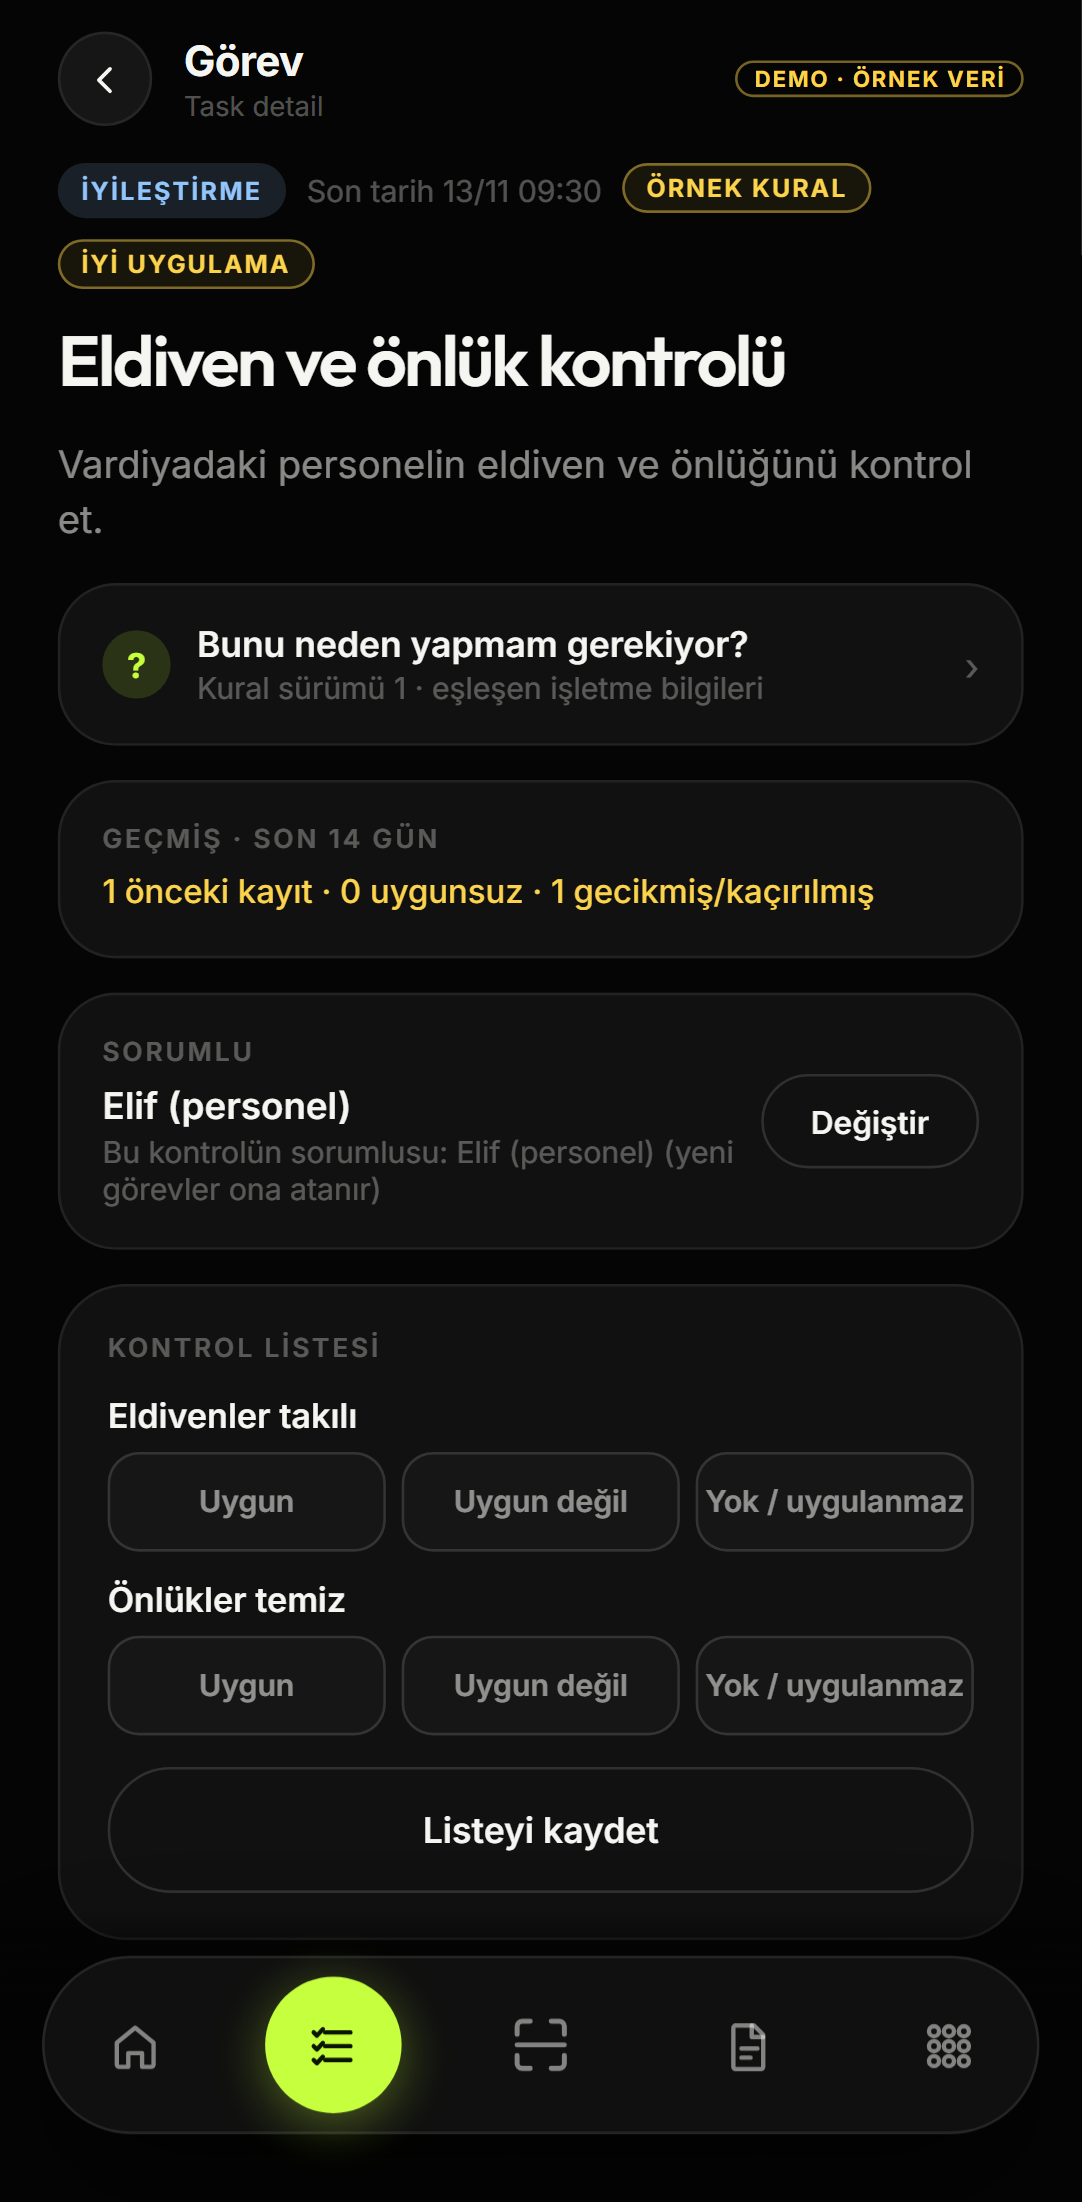 Görev
Task detail
DEMO · ÖRNEK VERİ
İYİLEŞTİRME
Son tarih 13/11 09:30
ÖRNEK KURAL
İYİ UYGULAMA
Eldiven ve önlük kontrolü
Vardiyadaki personelin eldiven ve önlüğünü kontrol
et.
?
Bunu neden yapmam gerekiyor?
Kural sürümü 1 · eşleşen işletme bilgileri
GEÇMİŞ · SON 14 GÜN
1 önceki kayıt · 0 uygunsuz · 1 gecikmiş/kaçırılmış
SORUMLU
Elif (personel)
Bu kontrolün sorumlusu: Elif (personel) (yeni
görevler ona atanır)
Değiştir
KONTROL LİSTESİ
Eldivenler takılı
Uygun
Uygun değil
Yok / uygulanmaz
Önlükler temiz
Uygun
Uygun değil
Yok / uygulanmaz
Listeyi kaydet